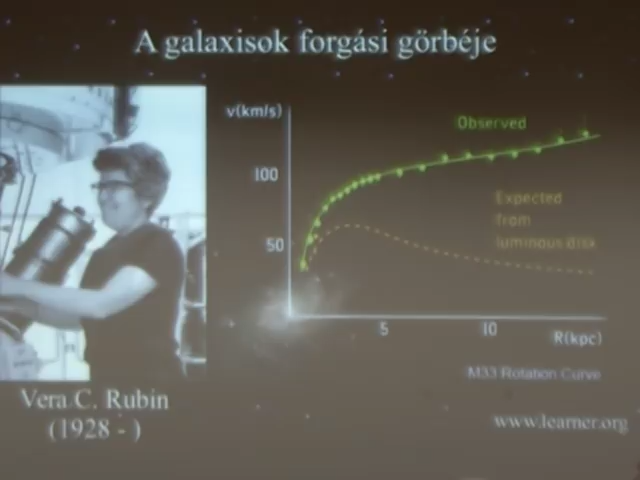 A galaxisok forgási görbéje
v(km/s)
Observed
100
Expected
from
luminous disk
50
5
10
R(kpc)
M33 Rotation Curve
Vera C. Rubin
(1928 - )
www.learner.org